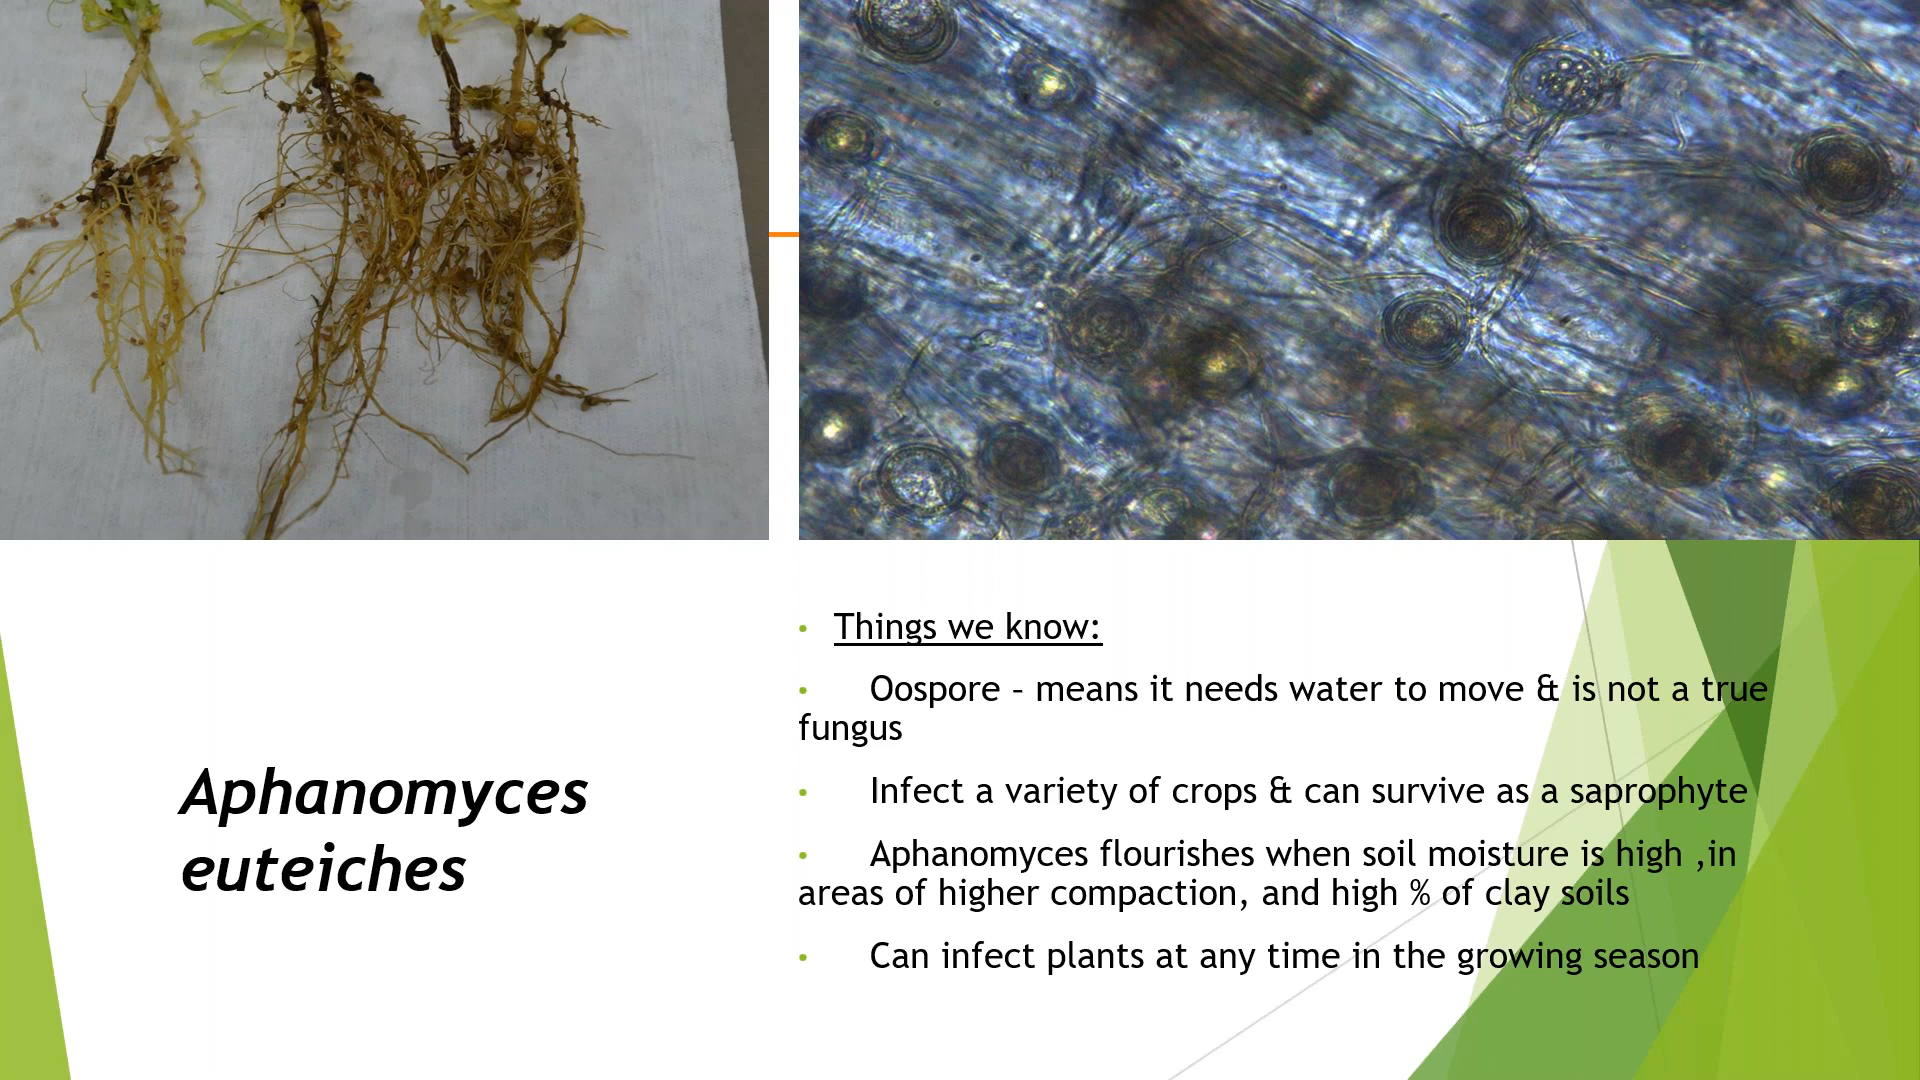 Aphanomyces
euteiches
• Things we know:
• Oospore – means it needs water to move & is not a true
fungus
• Infect a variety of crops & can survive as a saprophyte
• Aphanomyces flourishes when soil moisture is high ,in
areas of higher compaction, and high % of clay soils
• Can infect plants at any time in the growing season